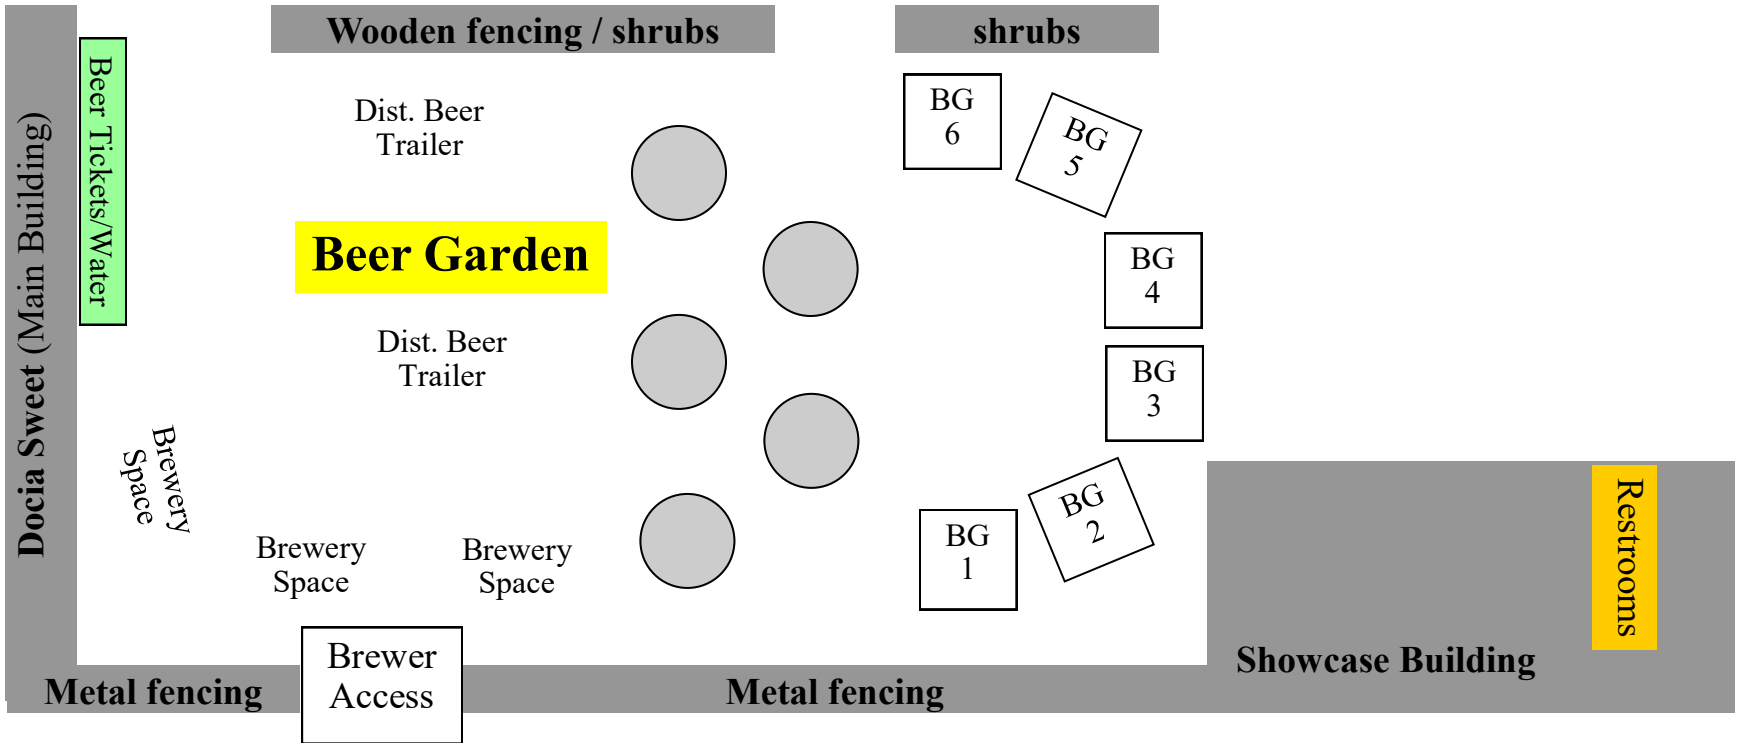 Wooden fencing / shrubs
shrubs
Docia Sweet (Main Building)
Beer Tickets/Water
Dist. Beer
Trailer
BG
6
BG
5
Beer Garden
BG
4
Dist. Beer
Trailer
BG
3
Brewery
Space
Brewery
Space
Brewery
Space
BG
1
BG
2
Restrooms
Showcase Building
Brewer
Access
Metal fencing
Metal fencing